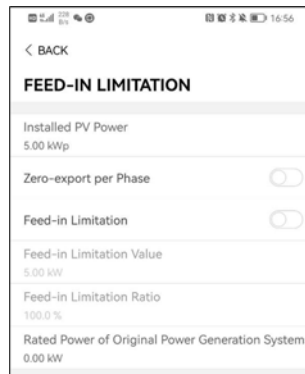 228
B/s
16:56
< BACK
FEED-IN LIMITATION
Installed PV Power
5.00 kWp
Zero-export per Phase
Feed-in Limitation
Feed-in Limitation Value
5.00 kW
Feed-in Limitation Ratio
100.0 %
Rated Power of Original Power Generation System
0.00 kW